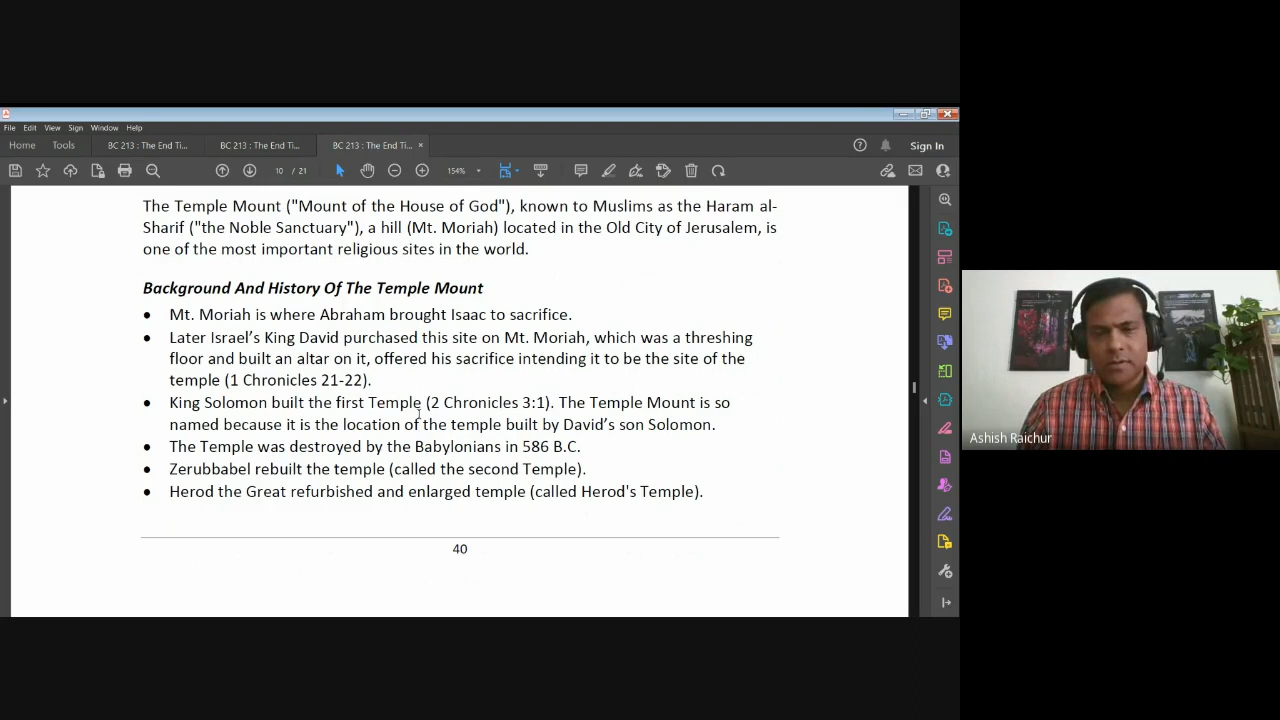 File Edit View Sign Window Help
Home Tools BC 213 : The End Ti... BC 213 : The End Ti... BC 213 : The End Ti... × Sign In
10 / 21 154%
The Temple Mount ("Mount of the House of God"), known to Muslims as the Haram al-
Sharif ("the Noble Sanctuary"), a hill (Mt. Moriah) located in the Old City of Jerusalem, is
one of the most important religious sites in the world.
Background And History Of The Temple Mount
• Mt. Moriah is where Abraham brought Isaac to sacrifice.
• Later Israel’s King David purchased this site on Mt. Moriah, which was a threshing
floor and built an altar on it, offered his sacrifice intending it to be the site of the
temple (1 Chronicles 21-22).
• King Solomon built the first Temple (2 Chronicles 3:1). The Temple Mount is so
named because it is the location of the temple built by David’s son Solomon.
• The Temple was destroyed by the Babylonians in 586 B.C.
• Zerubbabel rebuilt the temple (called the second Temple).
• Herod the Great refurbished and enlarged temple (called Herod's Temple).
40
Ashish Raichur